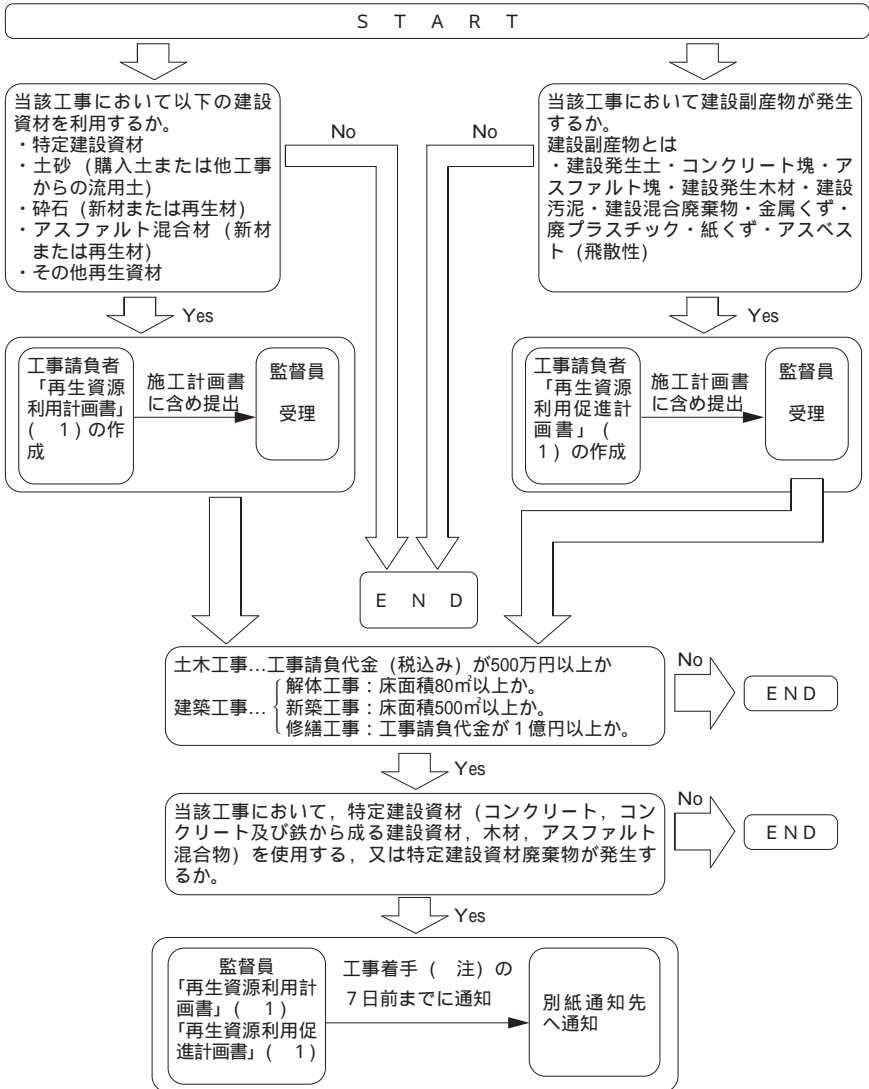 S T A R T
当該工事において以下の建設
資材を利用するか。
・特定建設資材
・土砂(購入土または他工事
からの流用土)
・砕石(新材または再生材)
・アスファルト混合材(新材
または再生材)
・その他再生資材
No
No
当該工事において建設副産物が発生
するか。
建設副産物とは
・建設発生土・コンクリート塊・ア
スファルト塊・建設発生木材・建設
汚泥・建設混合廃棄物・金属くず・
廃プラスチック・紙くず・アスベス
ト(飛散性)
Yes
Yes
工事請負者
「再生資源
利用計画書」
( 1)の作
成
施工計画書
に含め提出
監督員
受理
工事請負者
「再生資源
利用促進計
画書」(
1)の作成
施工計画書
に含め提出
監督員
受理
E N D
土木工事…工事請負代金(税込み)が500万円以上か
建築工事…
解体工事:床面積80㎡以上か。
新築工事:床面積500㎡以上か。
修繕工事:工事請負代金が1億円以上か。
No
E N D
Yes
当該工事において,特定建設資材(コンクリート,コン
クリート及び鉄から成る建設資材,木材,アスファルト
混合物)を使用する,又は特定建設資材廃棄物が発生す
るか。
No
E N D
Yes
監督員
「再生資源利用計
画書」( 1)
「再生資源利用促
進計画書」( 1)
工事着手( 注)の
7日前までに通知
別紙通知先
へ通知